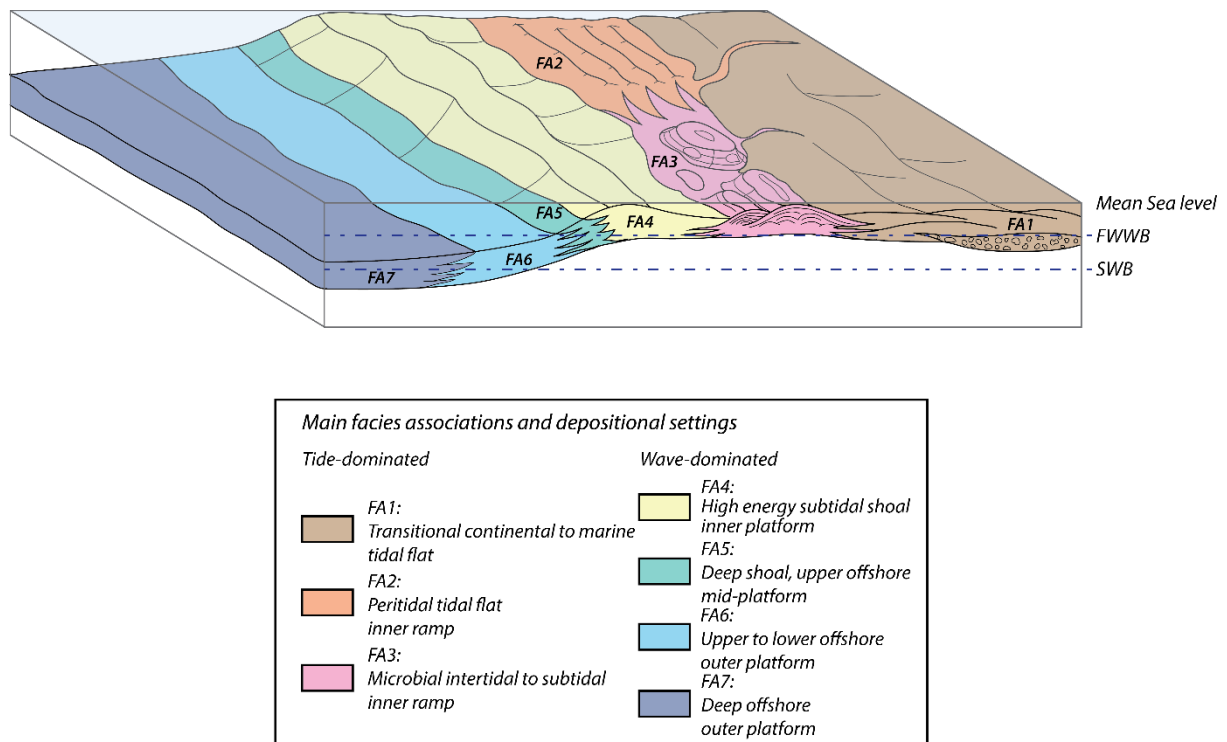 FA2
FA3
Mean Sea level
FA5
FA4
FA1
FWWB
FA6
SWB
FA7
Main facies associations and depositional settings
Tide-dominated
FA1:
Transitional continental to marine
tidal flat
FA2:
Peritidal tidal flat
inner ramp
FA3:
Microbial intertidal to subtidal
inner ramp
Wave-dominated
FA4:
High energy subtidal shoal
inner platform
FA5:
Deep shoal, upper offshore
mid-platform
FA6:
Upper to lower offshore
outer platform
FA7:
Deep offshore
outer platform